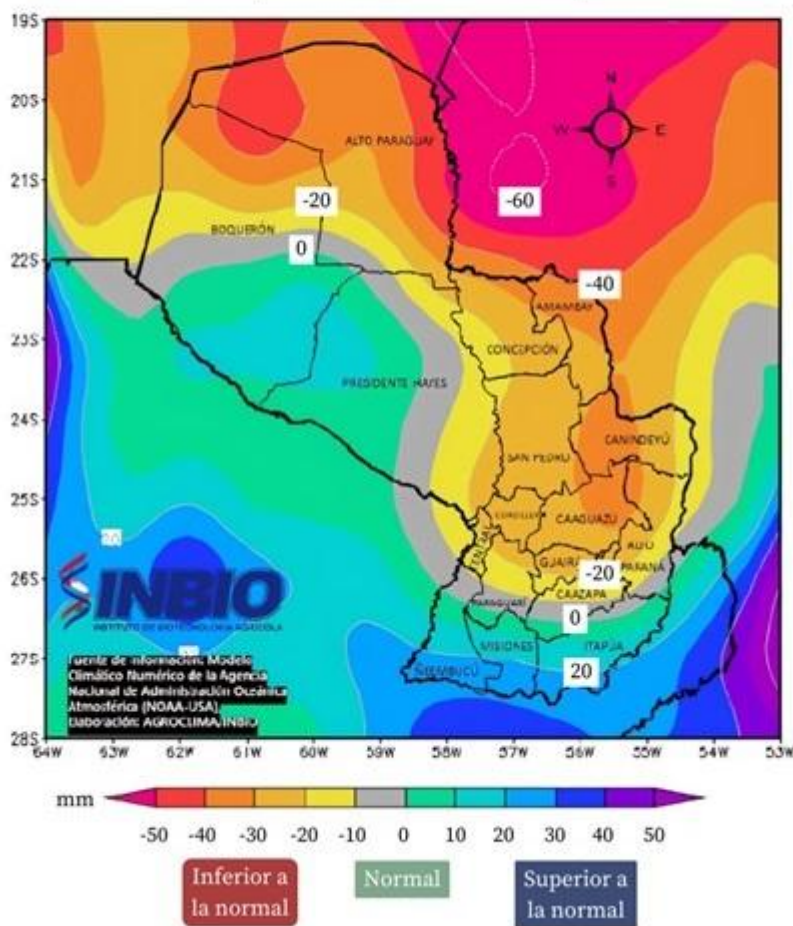 19S
20S
21S
22S
23S
24S
25S
26S
27S
28S
N
W E
S
ALTO PARAGUAY
-20
-60
BOQUERÓN
0
-40
AMAMBAY
CONCEPCIÓN
PRESIDENTE HAYES
CANINDEYÚ
SAN PEDRO
CORDILLERA
CAAGUAZÚ
CENTRAL
ALTO
GUAIRÁ
-20
PARANÁ
CAAZAPÁ
PARAGUARÍ
0
MISIONES
ITAPÚA
ÑEEMBUCÚ
20
INBIO
INSTITUTO DE BIOTECNOLOGÍA AGRÍCOLA
Fuente de Información: Modelo
Climático Numérico de la Agencia
Nacional de Administración Oceánica
Atmosférica (NOAA-USA)
Elaboración: AGROCLIMA/INBIO
64W 63W 62W 61W 60W 59W 58W 57W 56W 55W 54W 53W
mm
-50 -40 -30 -20 -10 0 10 20 30 40 50
Inferior a
la normal
Normal
Superior a
la normal